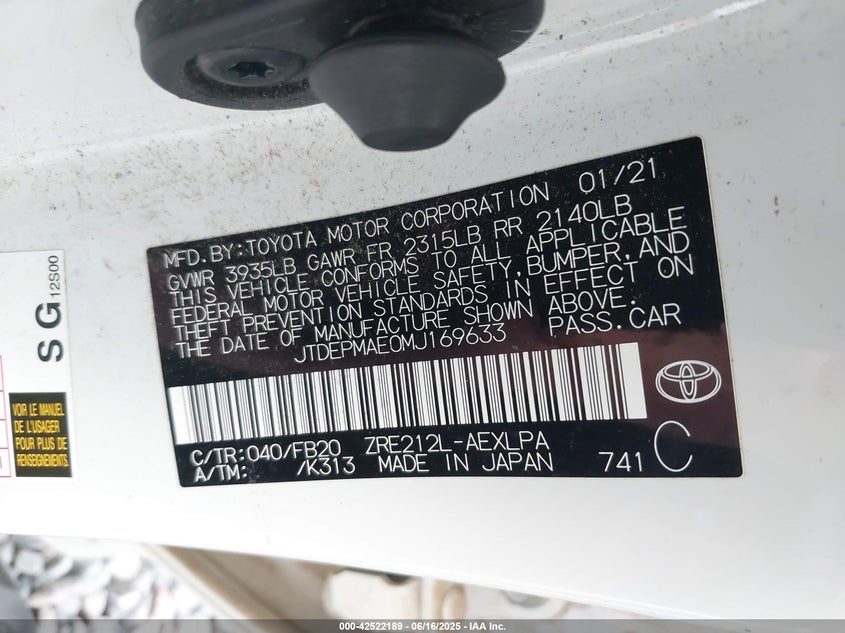 MFD.BY:TOYOTA MOTOR CORPORATION 01/21
GVWR 3935LB GAWR FR 2315LB RR 2140LB
THIS VEHICLE CONFORMS TO ALL APPLICABLE
FEDERAL MOTOR VEHICLE SAFETY,BUMPER,AND
THEFT PREVENTION STANDARDS IN EFFECT ON
THE DATE OF MANUFACTURE SHOWN ABOVE.
JTDEPMAE0MJ169633 PASS.CAR
C/TR:040/FB20 ZRE212L-AEXLPA
A/TM: /K313 MADE IN JAPAN 741 C
SG12S00
VOIR LE MANUEL
DE L'USAGER
POUR PLUS DE
RENSEIGNEMENTS
000-42522189 - 06/16/2025 - IAA Inc.